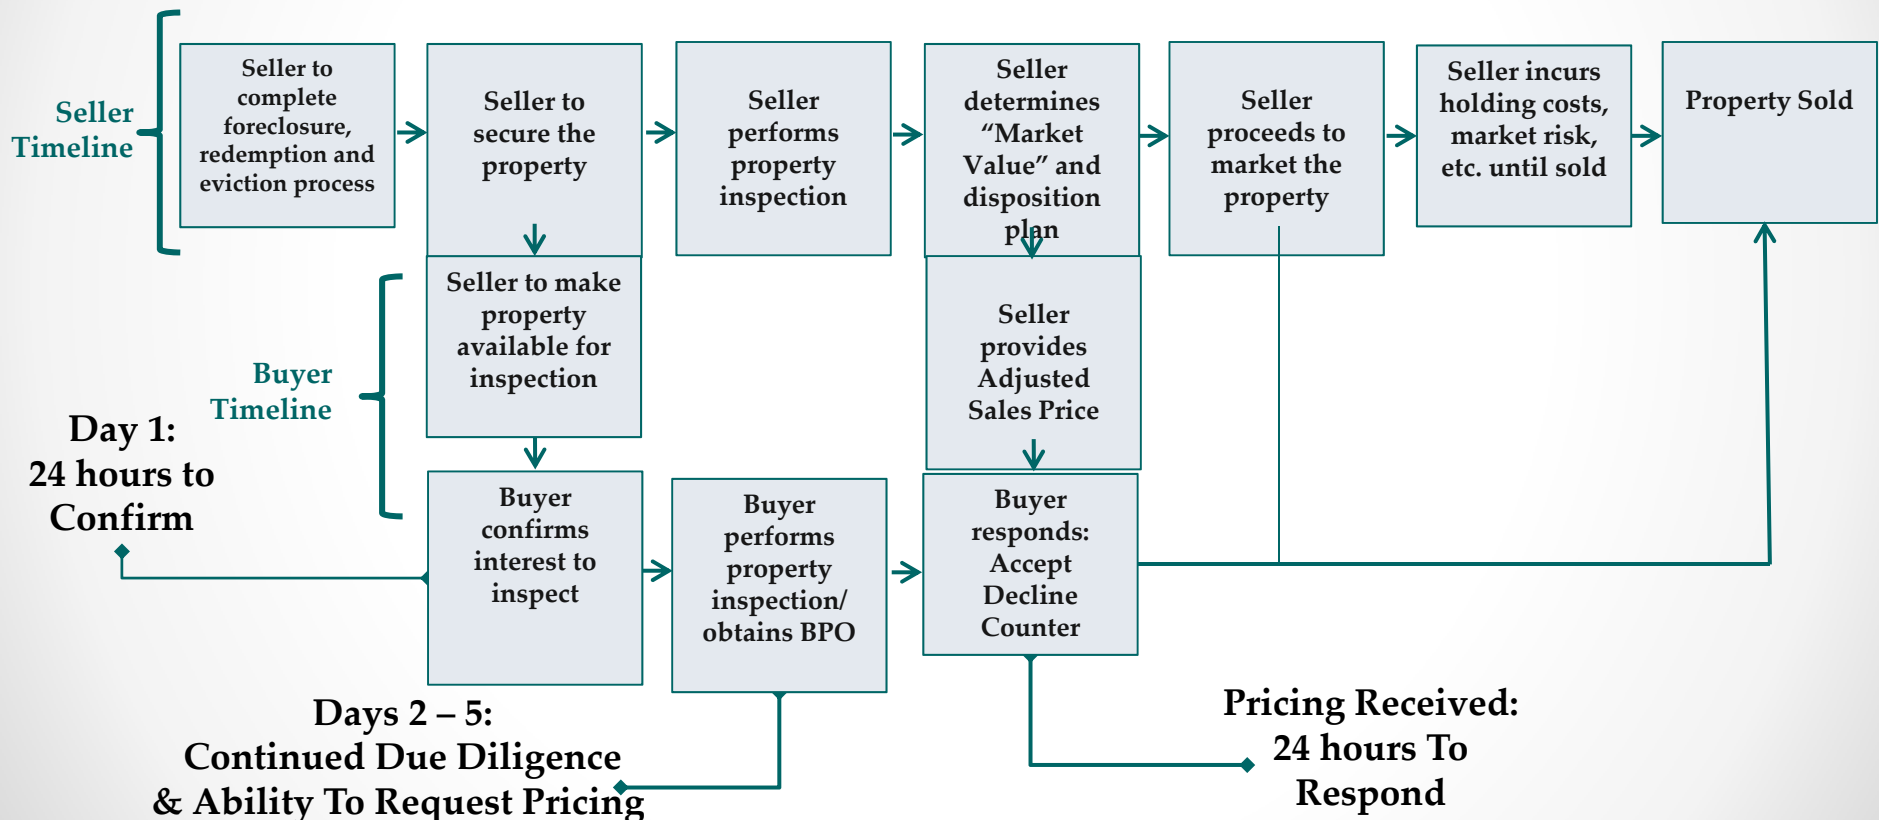 Seller
Timeline
Seller to
complete
foreclosure,
redemption and
eviction process
Seller to
secure the
property
Seller
performs
property
inspection
Seller
determines
“Market
Value” and
disposition
plan
Seller
proceeds to
market the
property
Seller incurs
holding costs,
market risk,
etc. until sold
Property Sold
Buyer
Timeline
Seller to make
property
available for
inspection
Seller
provides
Adjusted
Sales Price
Day 1:
24 hours to
Confirm
Buyer
confirms
interest to
inspect
Buyer
performs
property
inspection/
obtains BPO
Buyer
responds:
Accept
Decline
Counter
Days 2 – 5:
Continued Due Diligence
& Ability To Request Pricing
Pricing Received:
24 hours To
Respond